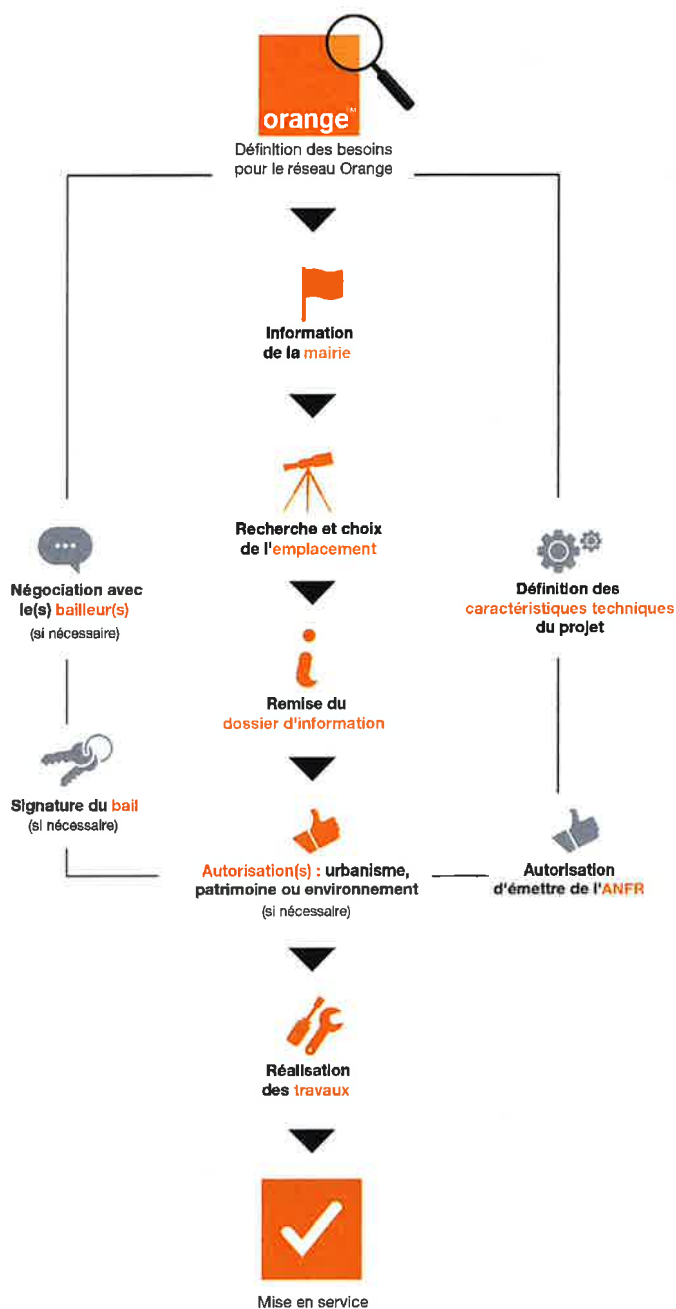 orange™
Définition des besoins
pour le réseau Orange
Information
de la mairie
Recherche et choix
de l'emplacement
Négociation avec
le(s) bailleur(s)
(si nécessaire)
Définition des
caractéristiques techniques
du projet
Remise du
dossier d'information
Signature du bail
(si nécessaire)
Autorisation(s) : urbanisme,
patrimoine ou environnement
(si nécessaire)
Autorisation
d'émettre de l'ANFR
Réalisation
des travaux
Mise en service